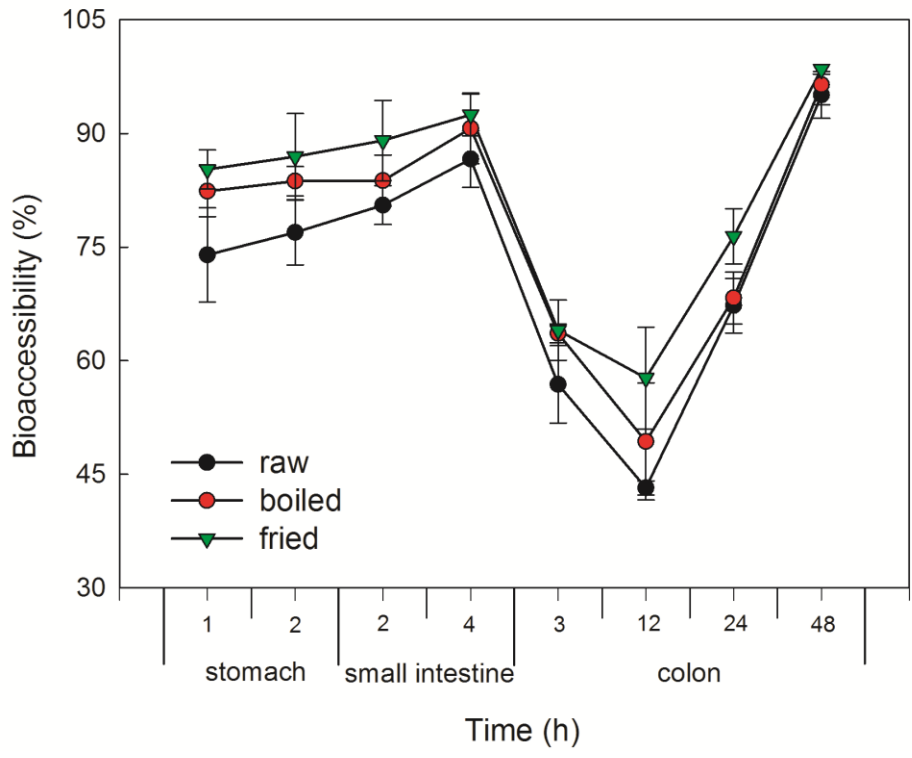 105
90
75
60
45
30
Bioaccessibility (%)
raw
boiled
fried
1 2 2 4 3 12 24 48
stomach small intestine colon
Time (h)